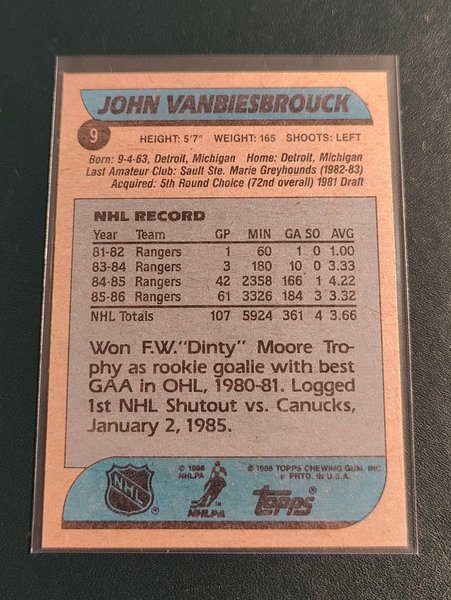 JOHN VANBIESBROUCK
9
HEIGHT: 5'7" WEIGHT: 165 SHOOTS: LEFT
Born: 9-4-63, Detroit, Michigan Home: Detroit, Michigan
Last Amateur Club: Sault Ste. Marie Greyhounds (1982-83)
Acquired: 5th Round Choice (72nd overall) 1981 Draft
NHL RECORD
Year Team GP MIN GA SO AVG
81-82 Rangers 1 60 1 0 1.00
83-84 Rangers 3 180 10 0 3.33
84-85 Rangers 42 2358 166 1 4.22
85-86 Rangers 61 3326 184 3 3.32
NHL Totals 107 5924 361 4 3.66
Won F.W."Dinty" Moore Tro-
phy as rookie goalie with best
GAA in OHL, 1980-81. Logged
1st NHL Shutout vs. Canucks,
January 2, 1985.
NHL
© 1986
NHLPA
NHLPA
© 1986 TOPPS CHEWING GUM, INC.
PRTD. IN U.S.A.
TOPPS®